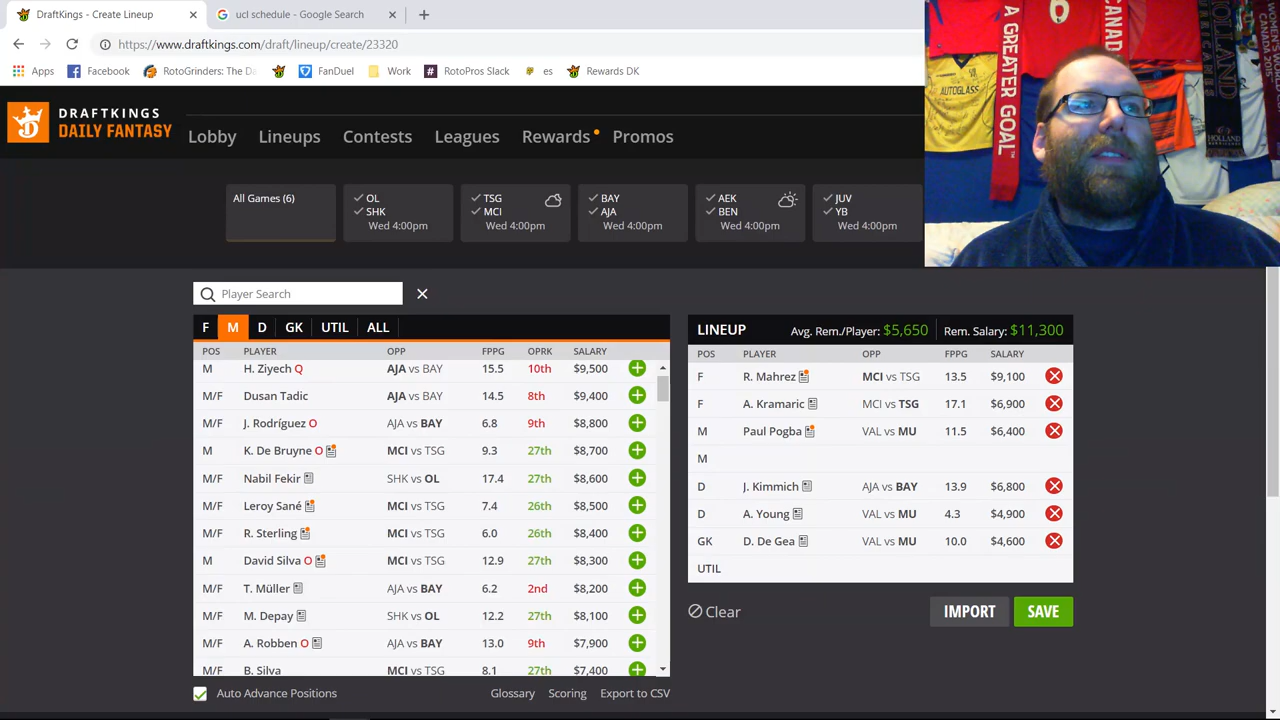 DraftKings - Create Lineup
ucl schedule - Google Search
https://www.draftkings.com/draft/lineup/create/23320
Apps Facebook RotoGrinders: The Da FanDuel Work RotoPros Slack es Rewards DK
DRAFTKINGS
DAILY FANTASY
Lobby Lineups Contests Leagues Rewards Promos
All Games (6)
OL
SHK
Wed 4:00pm
TSG
MCI
Wed 4:00pm
BAY
AJA
Wed 4:00pm
AEK
BEN
Wed 4:00pm
JUV
YB
Wed 4:00pm
A GREATER GOAL
6
CANADA
AUTOGLASS
HOLLAND
WOMEN'S WORLD
CANADA 2015
HOLLAND
Player Search
F M D GK UTIL ALL
POS PLAYER OPP FPPG OPRK SALARY
M H. Ziyech Q AJA vs BAY 15.5 10th $9,500
M/F Dusan Tadic AJA vs BAY 14.5 8th $9,400
M/F J. Rodríguez O AJA vs BAY 6.8 9th $8,800
M K. De Bruyne O MCI vs TSG 9.3 27th $8,700
M/F Nabil Fekir SHK vs OL 17.4 27th $8,600
M/F Leroy Sané MCI vs TSG 7.4 26th $8,500
M/F R. Sterling MCI vs TSG 6.0 26th $8,400
M David Silva O MCI vs TSG 12.9 27th $8,300
M/F T. Müller AJA vs BAY 6.2 2nd $8,200
M/F M. Depay SHK vs OL 12.2 27th $8,100
M/F A. Robben O AJA vs BAY 13.0 9th $7,900
M/F B. Silva MCI vs TSG 8.1 27th $7,400
Auto Advance Positions Glossary Scoring Export to CSV
LINEUP Avg. Rem./Player: $5,650 Rem. Salary: $11,300
POS PLAYER OPP FPPG SALARY
F R. Mahrez MCI vs TSG 13.5 $9,100
F A. Kramaric MCI vs TSG 17.1 $6,900
M Paul Pogba VAL vs MU 11.5 $6,400
M
D J. Kimmich AJA vs BAY 13.9 $6,800
D A. Young VAL vs MU 4.3 $4,900
GK D. De Gea VAL vs MU 10.0 $4,600
UTIL
Clear IMPORT SAVE